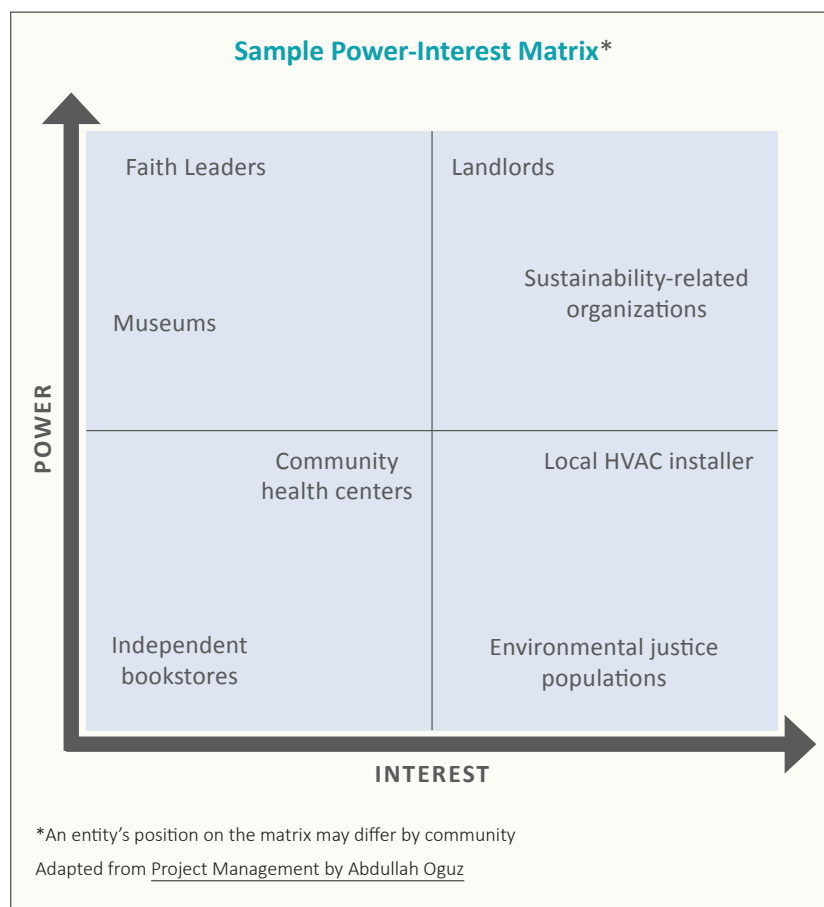 Sample Power-Interest Matrix*
Faith Leaders
Landlords
Sustainability-related
organizations
Museums
POWER
Community
health centers
Local HVAC installer
Independent
bookstores
Environmental justice
populations
INTEREST
*An entity’s position on the matrix may differ by community
Adapted from Project Management by Abdullah Oguz